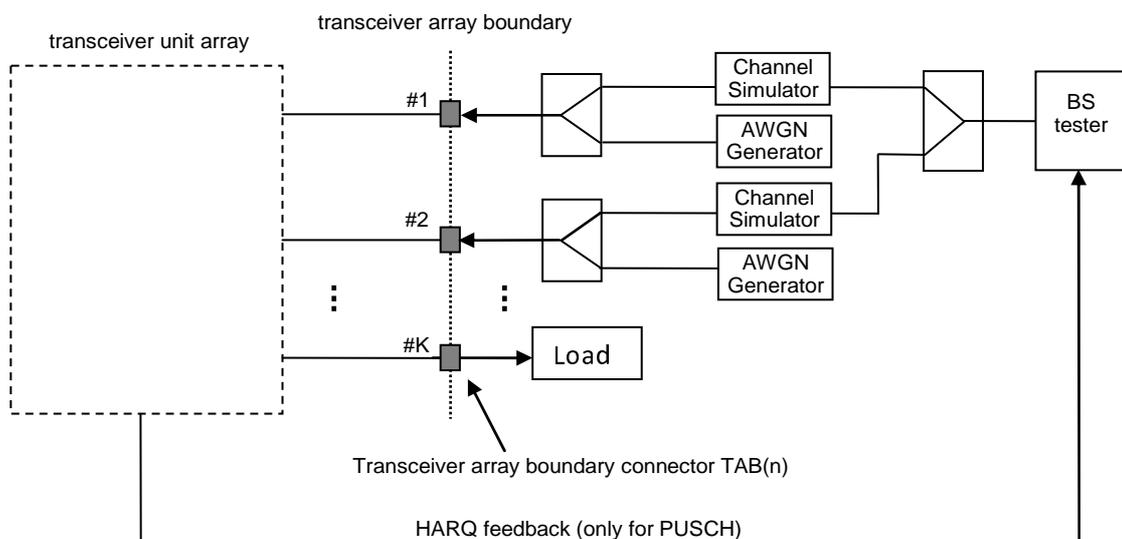 transceiver array boundary
transceiver unit array
#1
Channel
Simulator
AWGN
Generator
BS
tester
#2
Channel
Simulator
AWGN
Generator
#K
Load
Transceiver array boundary connector TAB(n)
HARQ feedback (only for PUSCH)